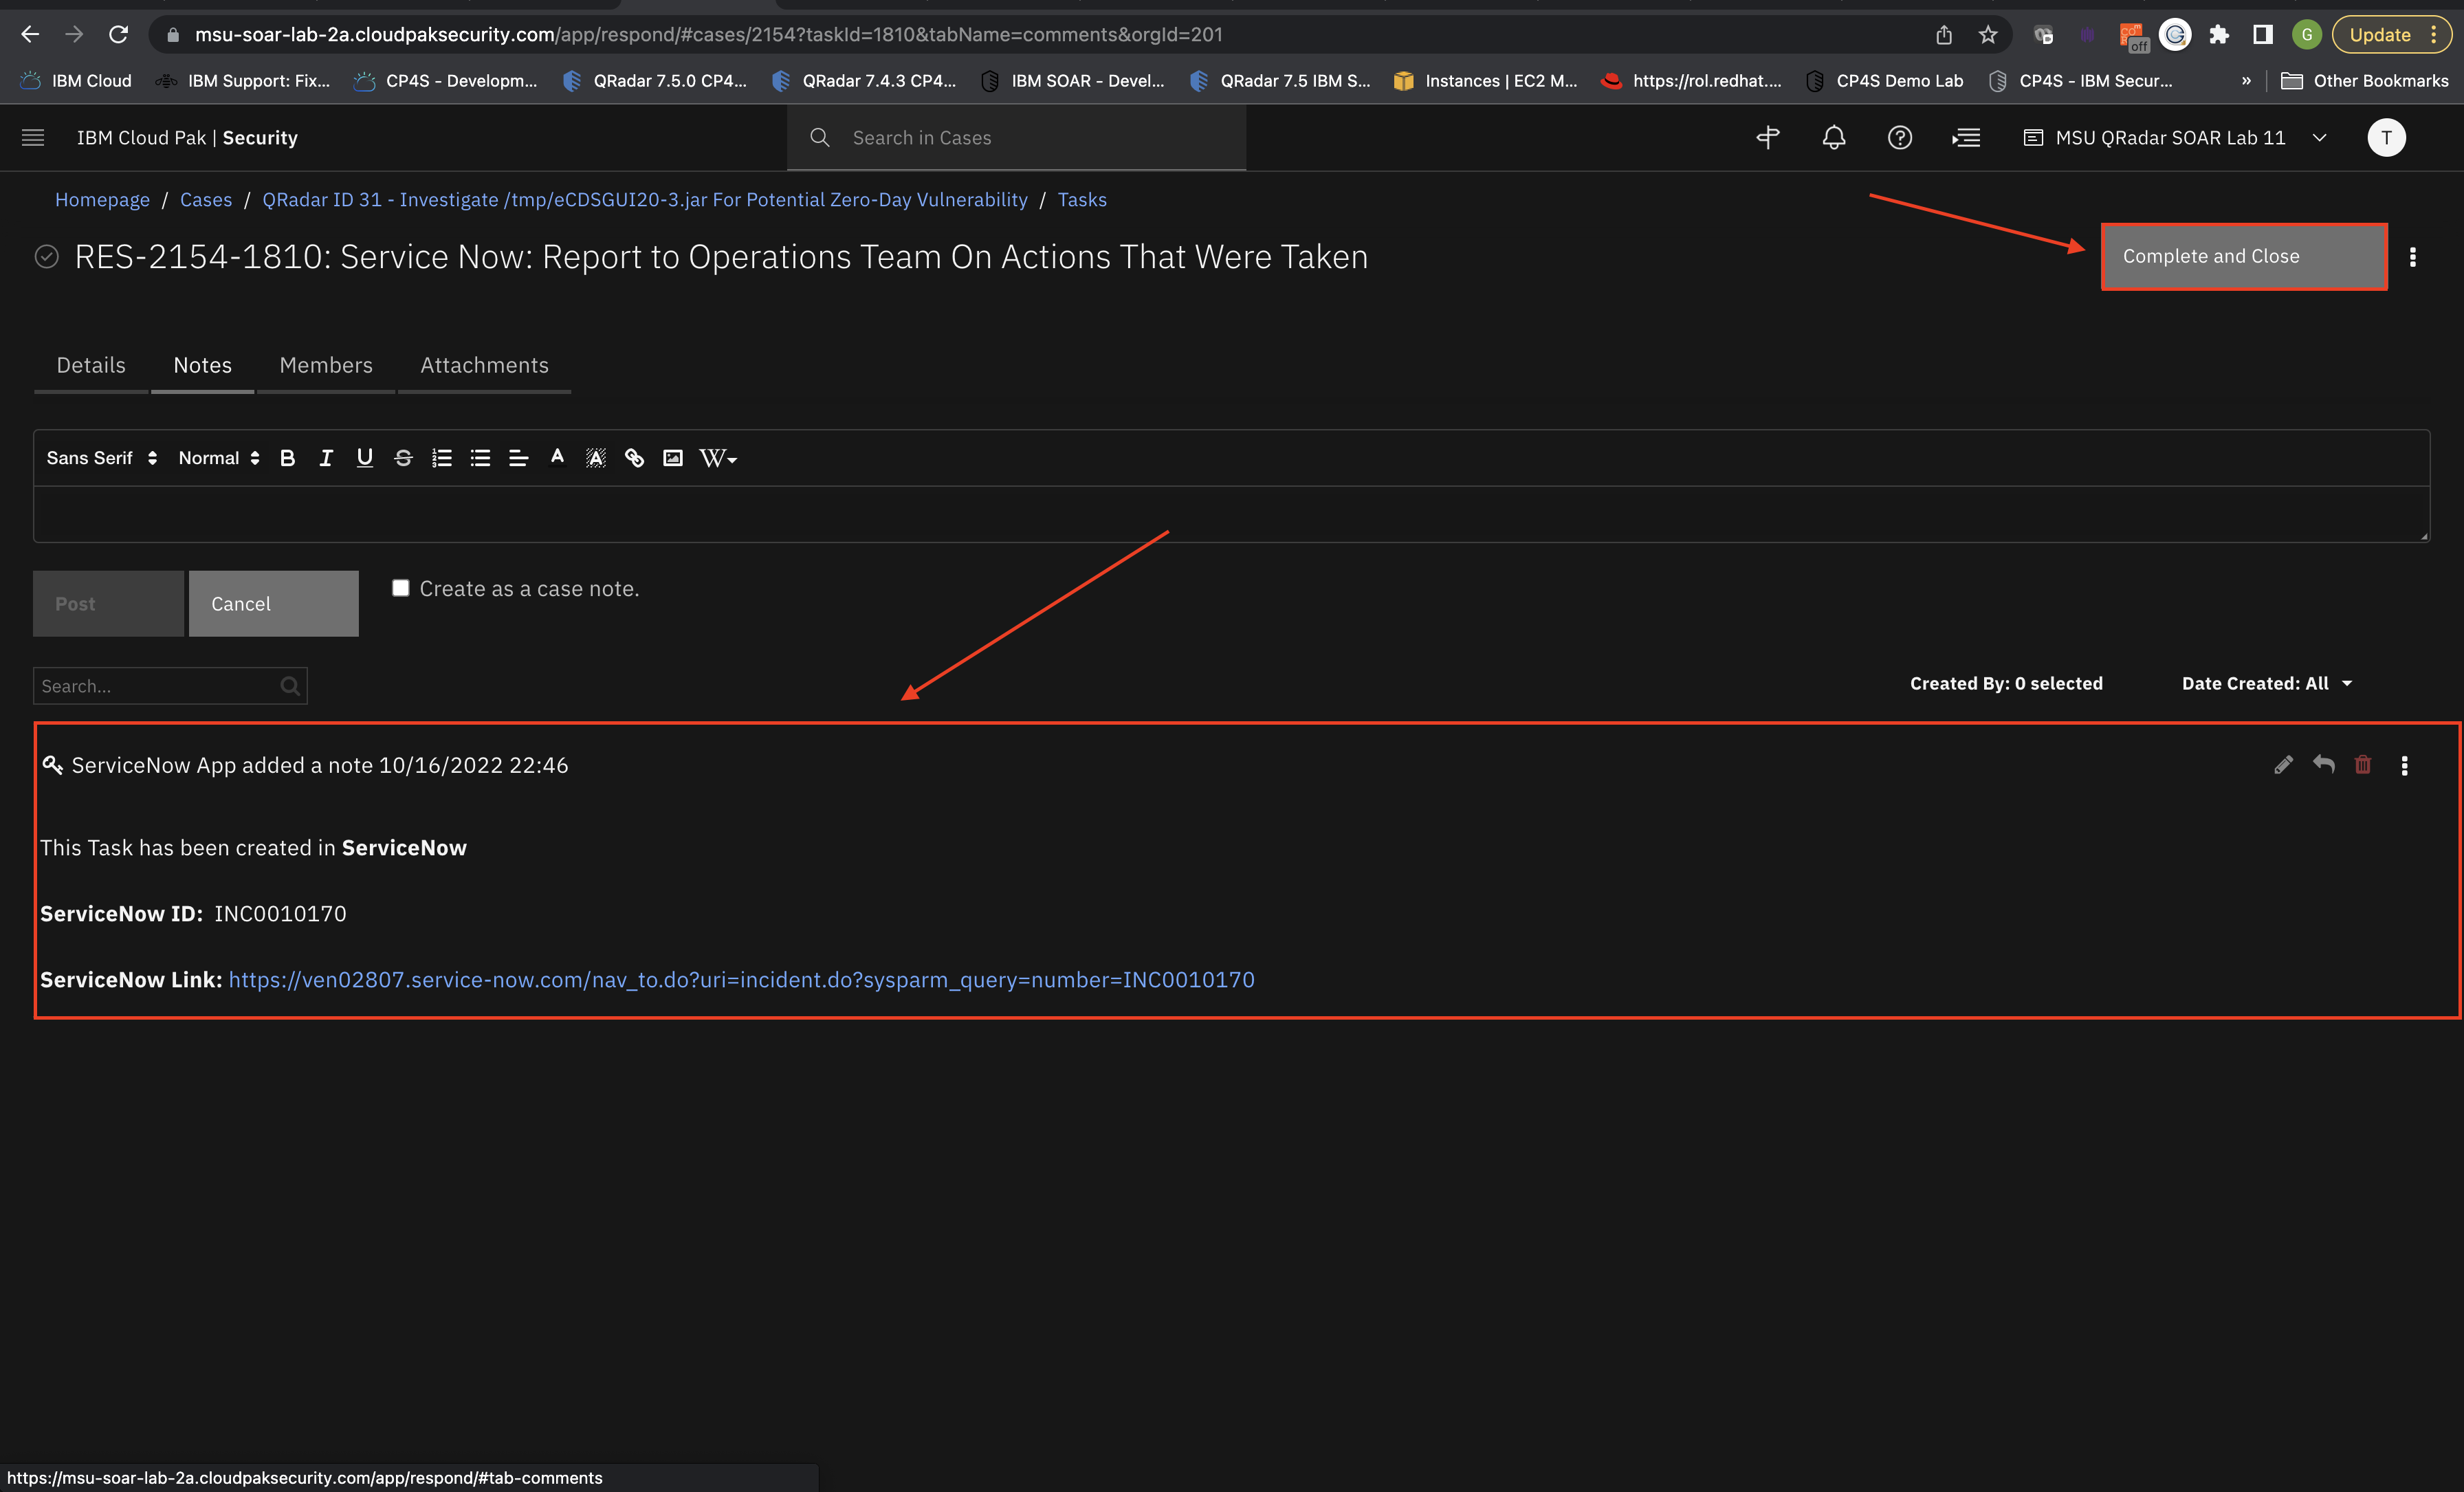 msu-soar-lab-2a.cloudpaksecurity.com/app/respond/#cases/2154?taskId=1810&tabName=comments&orgId=201
off
G
Update
IBM Cloud
IBM Support: Fix...
CP4S - Developm...
QRadar 7.5.0 CP4...
QRadar 7.4.3 CP4...
IBM SOAR - Devel...
QRadar 7.5 IBM S...
Instances | EC2 M...
https://rol.redhat....
CP4S Demo Lab
CP4S - IBM Secur...
»
Other Bookmarks
IBM Cloud Pak | Security
Search in Cases
MSU QRadar SOAR Lab 11
T
Homepage / Cases / QRadar ID 31 - Investigate /tmp/eCDSGUI20-3.jar For Potential Zero-Day Vulnerability / Tasks
RES-2154-1810: Service Now: Report to Operations Team On Actions That Were Taken
Complete and Close
Details Notes Members Attachments
Sans Serif Normal B I U S A A W
Post Cancel Create as a case note.
Search...
Created By: 0 selected Date Created: All
ServiceNow App added a note 10/16/2022 22:46
This Task has been created in ServiceNow
ServiceNow ID: INC0010170
ServiceNow Link: https://ven02807.service-now.com/nav_to.do?uri=incident.do?sysparm_query=number=INC0010170
https://msu-soar-lab-2a.cloudpaksecurity.com/app/respond/#tab-comments